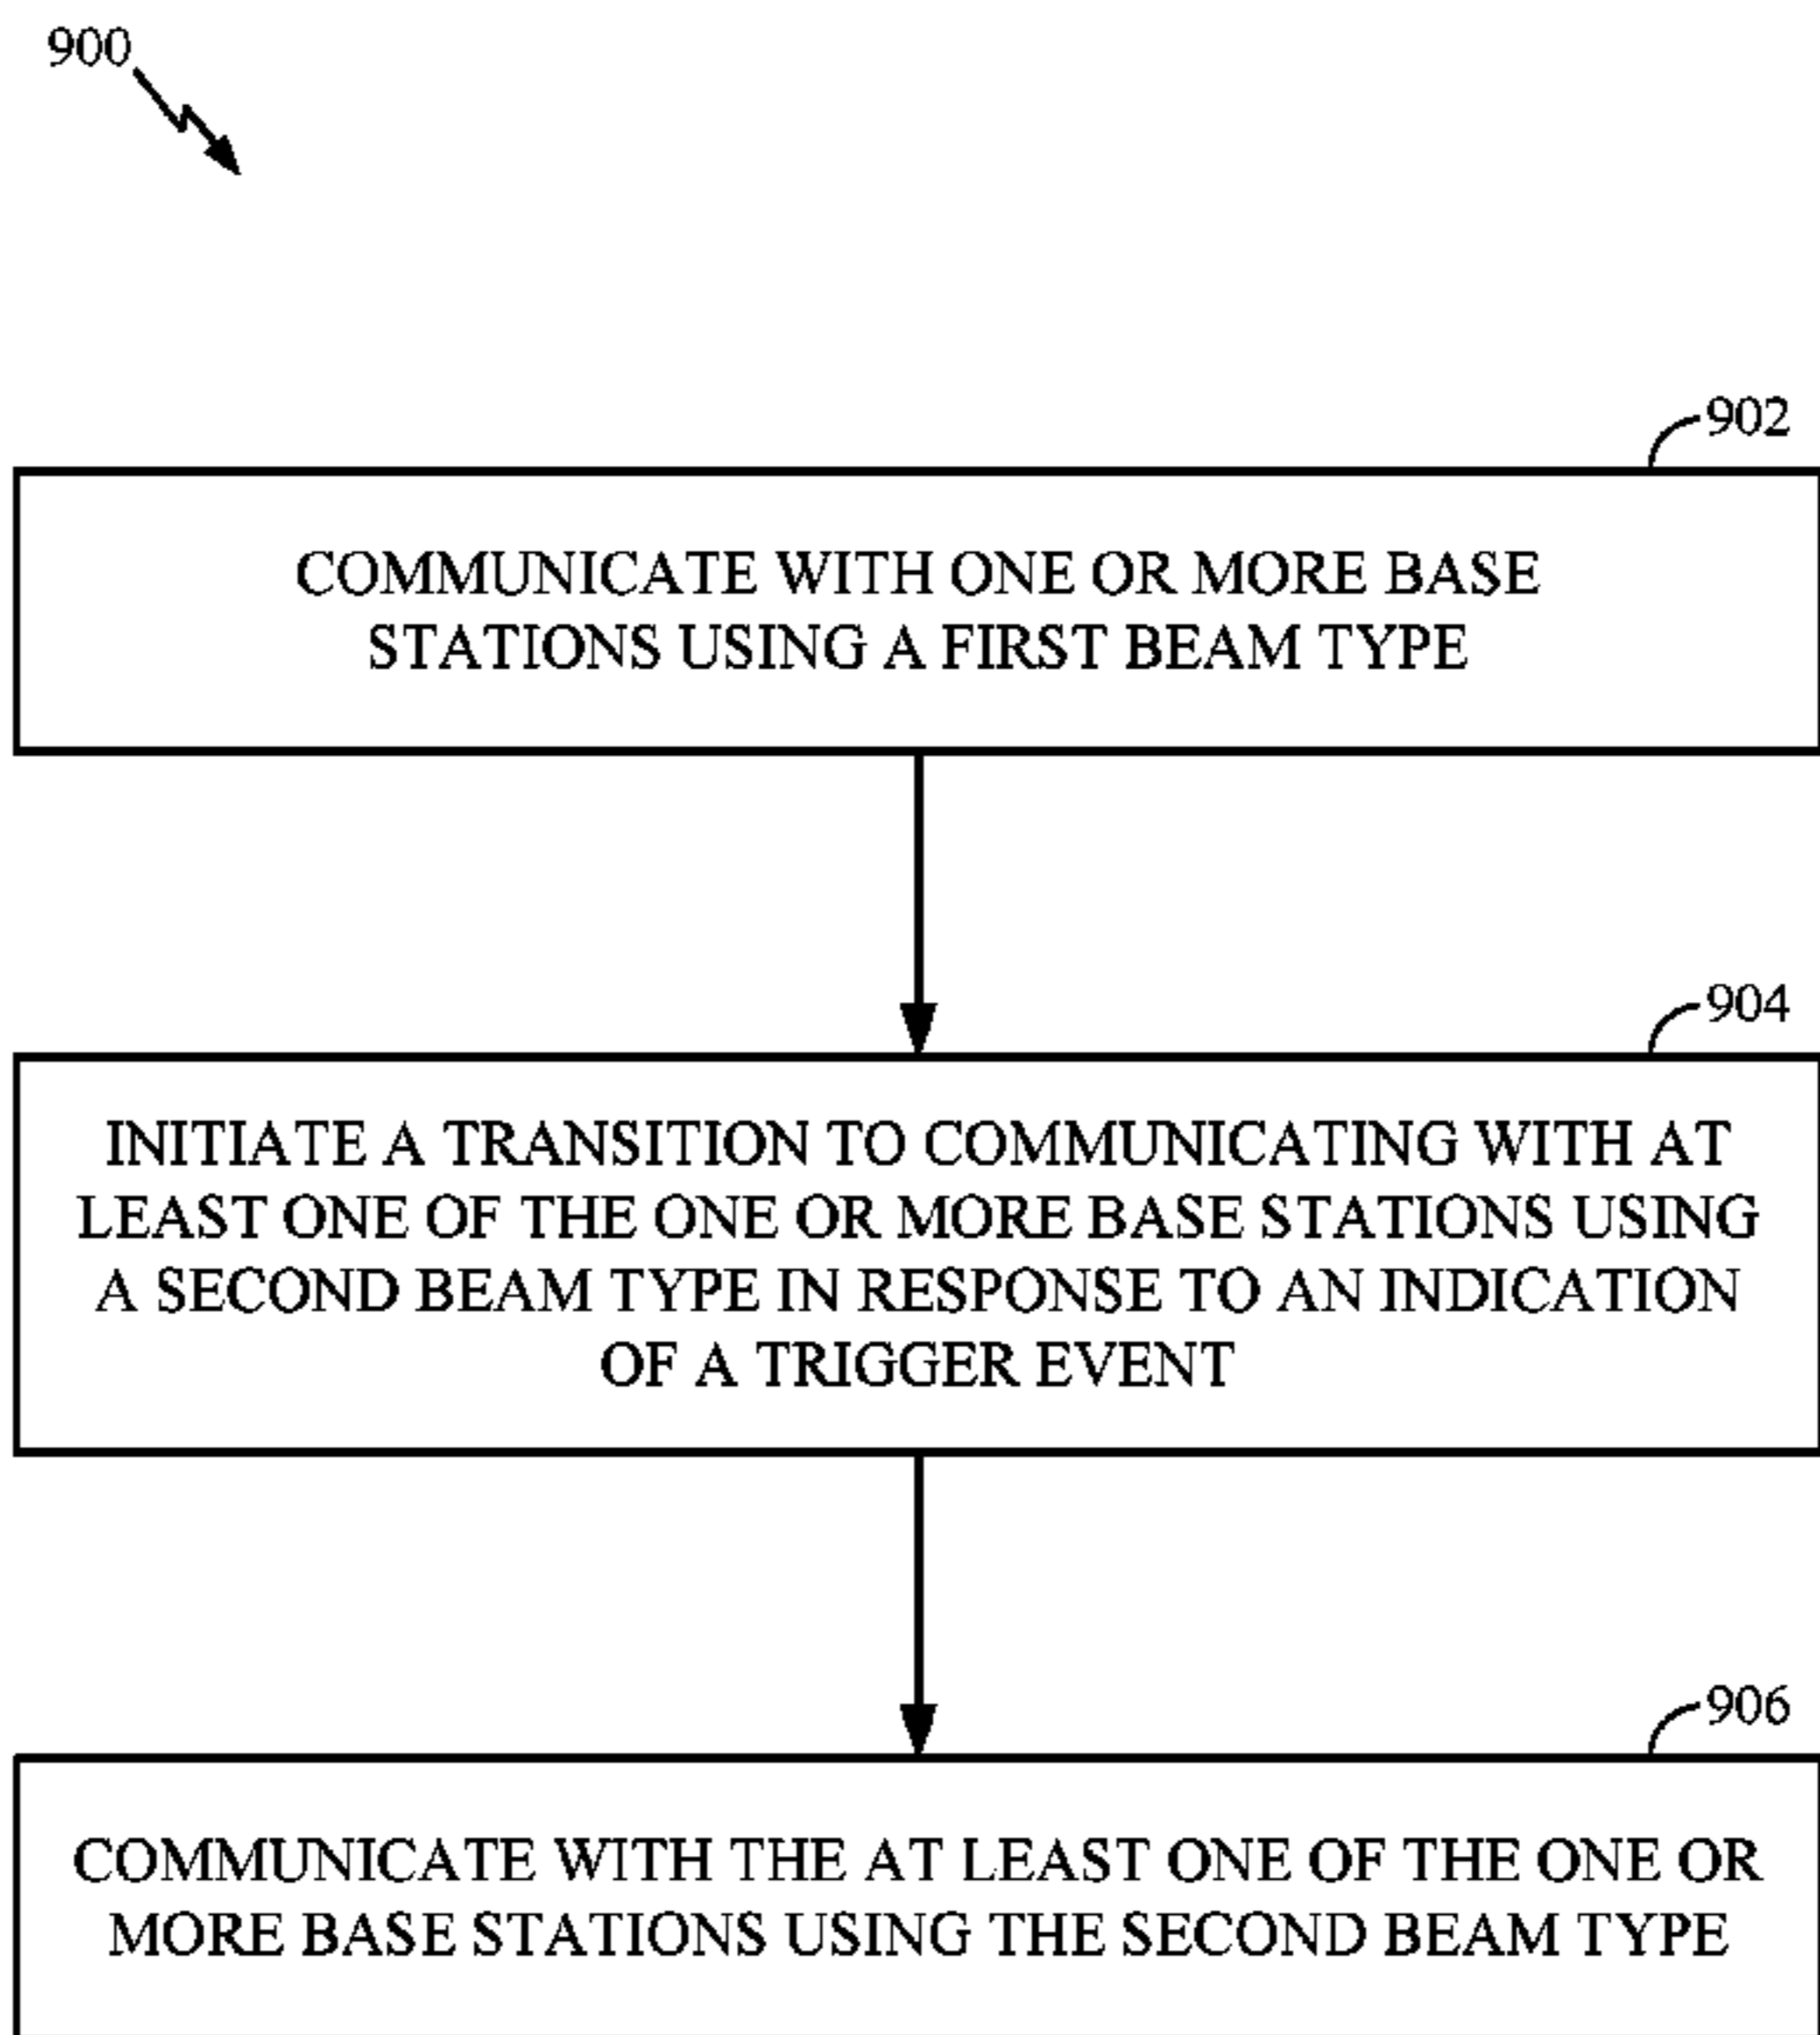 900
902
COMMUNICATE WITH ONE OR MORE BASE
STATIONS USING A FIRST BEAM TYPE
904
INITIATE A TRANSITION TO COMMUNICATING WITH AT
LEAST ONE OF THE ONE OR MORE BASE STATIONS USING
A SECOND BEAM TYPE IN RESPONSE TO AN INDICATION
OF A TRIGGER EVENT
906
COMMUNICATE WITH THE AT LEAST ONE OF THE ONE OR
MORE BASE STATIONS USING THE SECOND BEAM TYPE